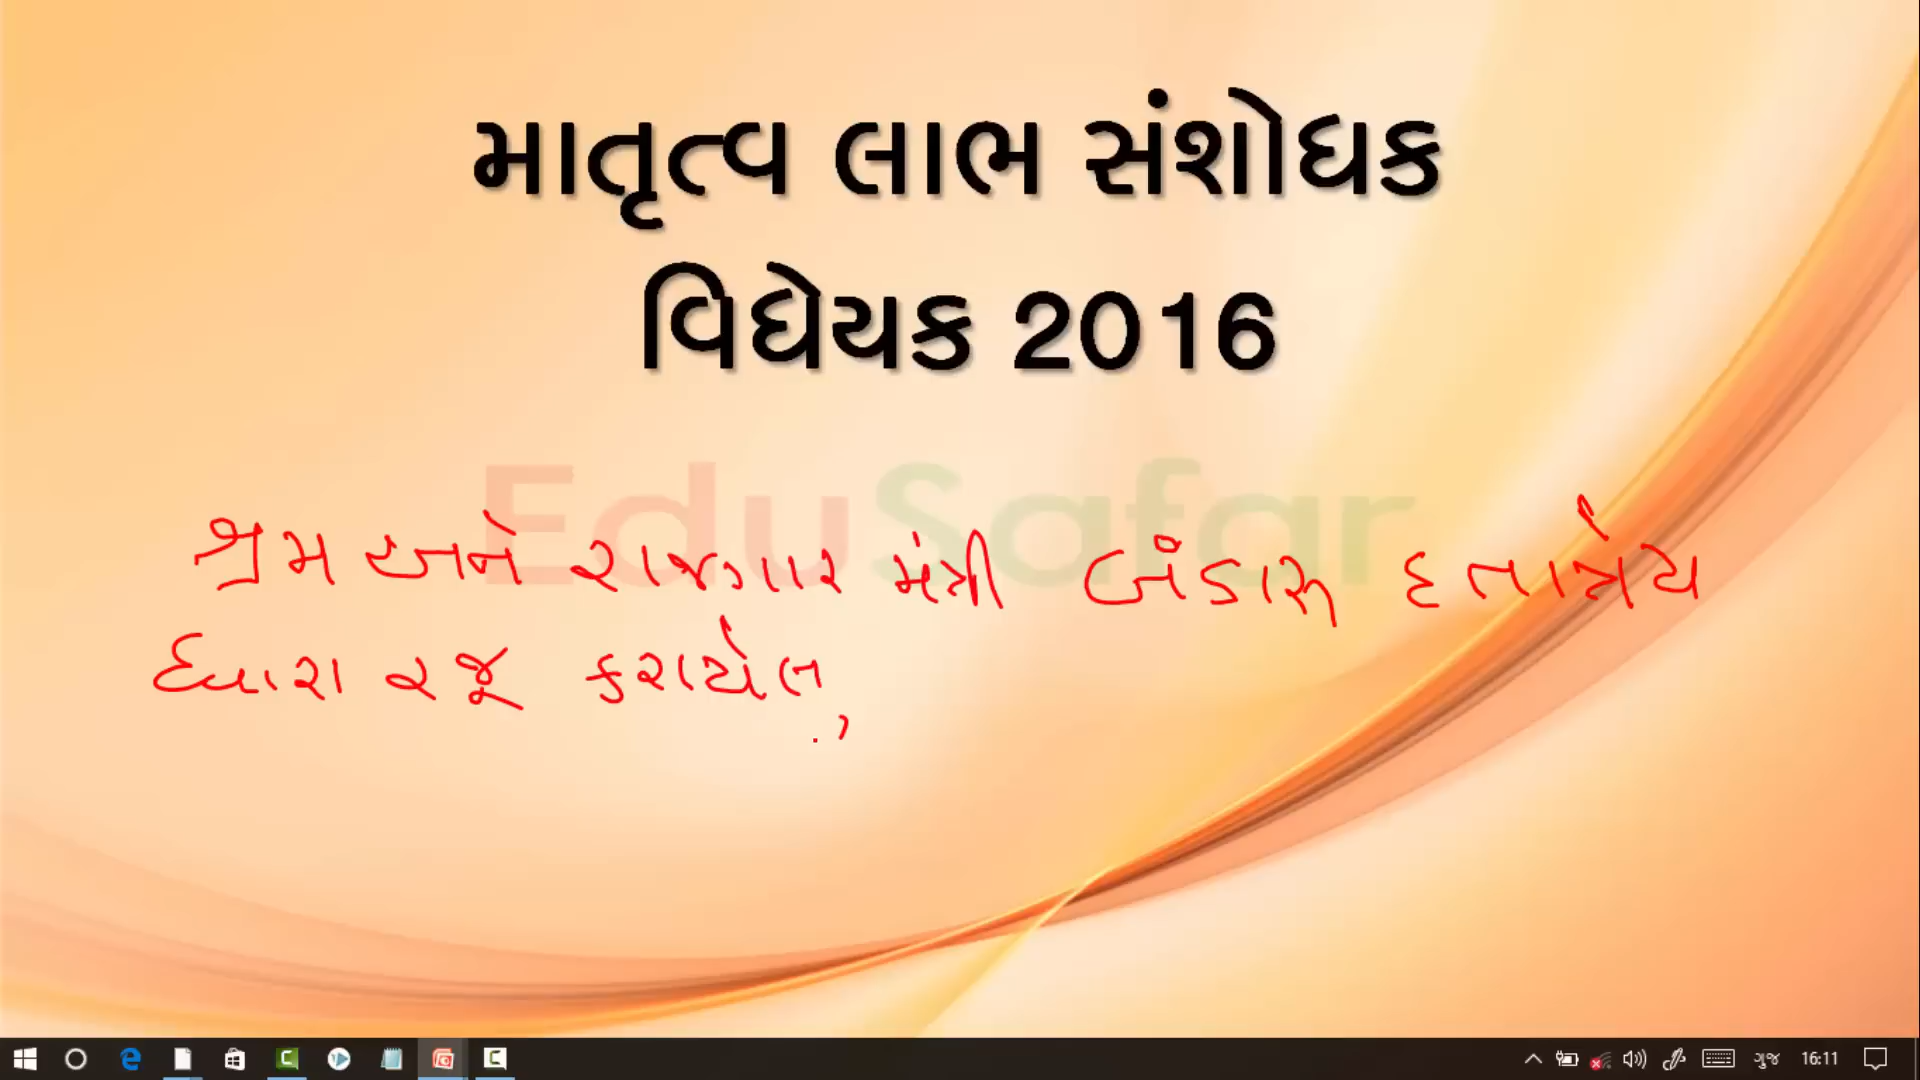 માતૃત્વ લાભ સંશોધક
વિધેયક 2016
EduSafar
શ્રમ અને રાજગાર મંત્રી બંડારૂ દતાત્રેય
દ્વારા રજૂ કરાયેલ
ગુજ 16:11